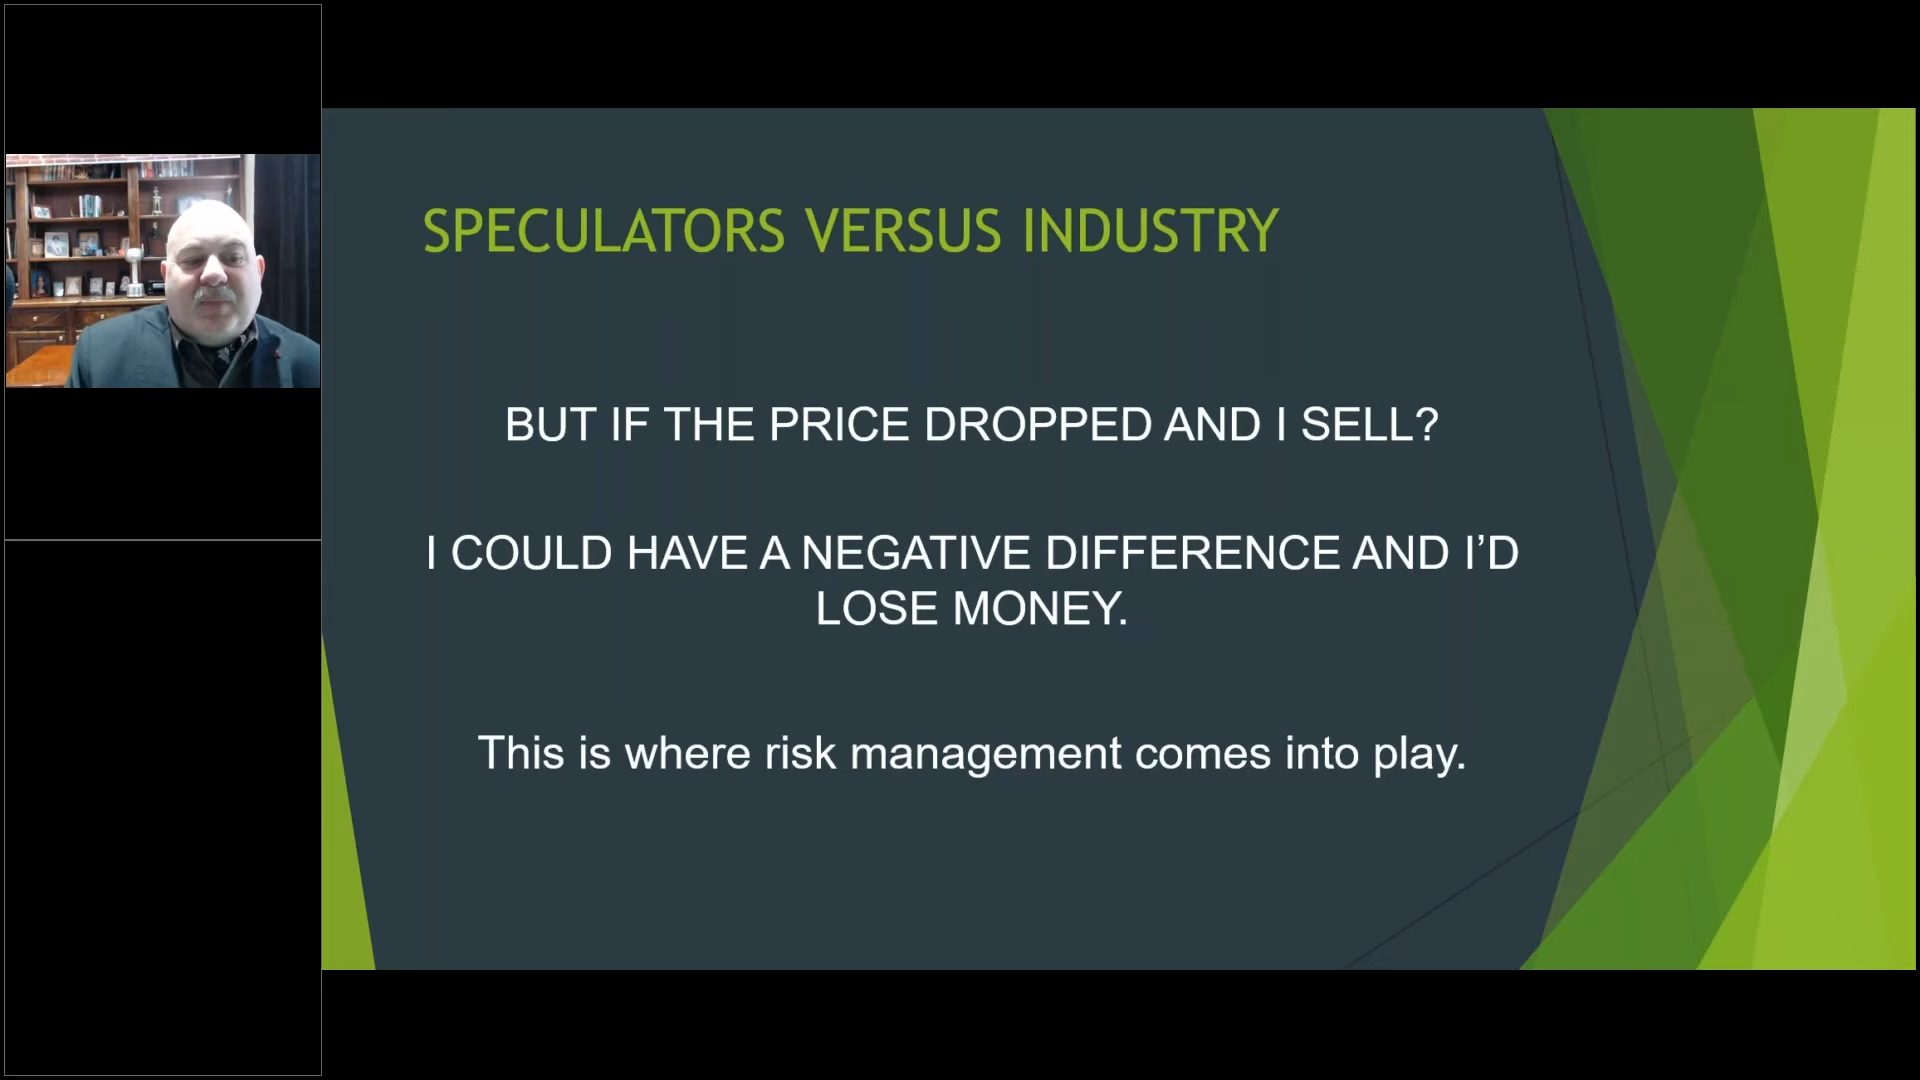 SPECULATORS VERSUS INDUSTRY
BUT IF THE PRICE DROPPED AND I SELL?
I COULD HAVE A NEGATIVE DIFFERENCE AND I’D
LOSE MONEY.
This is where risk management comes into play.